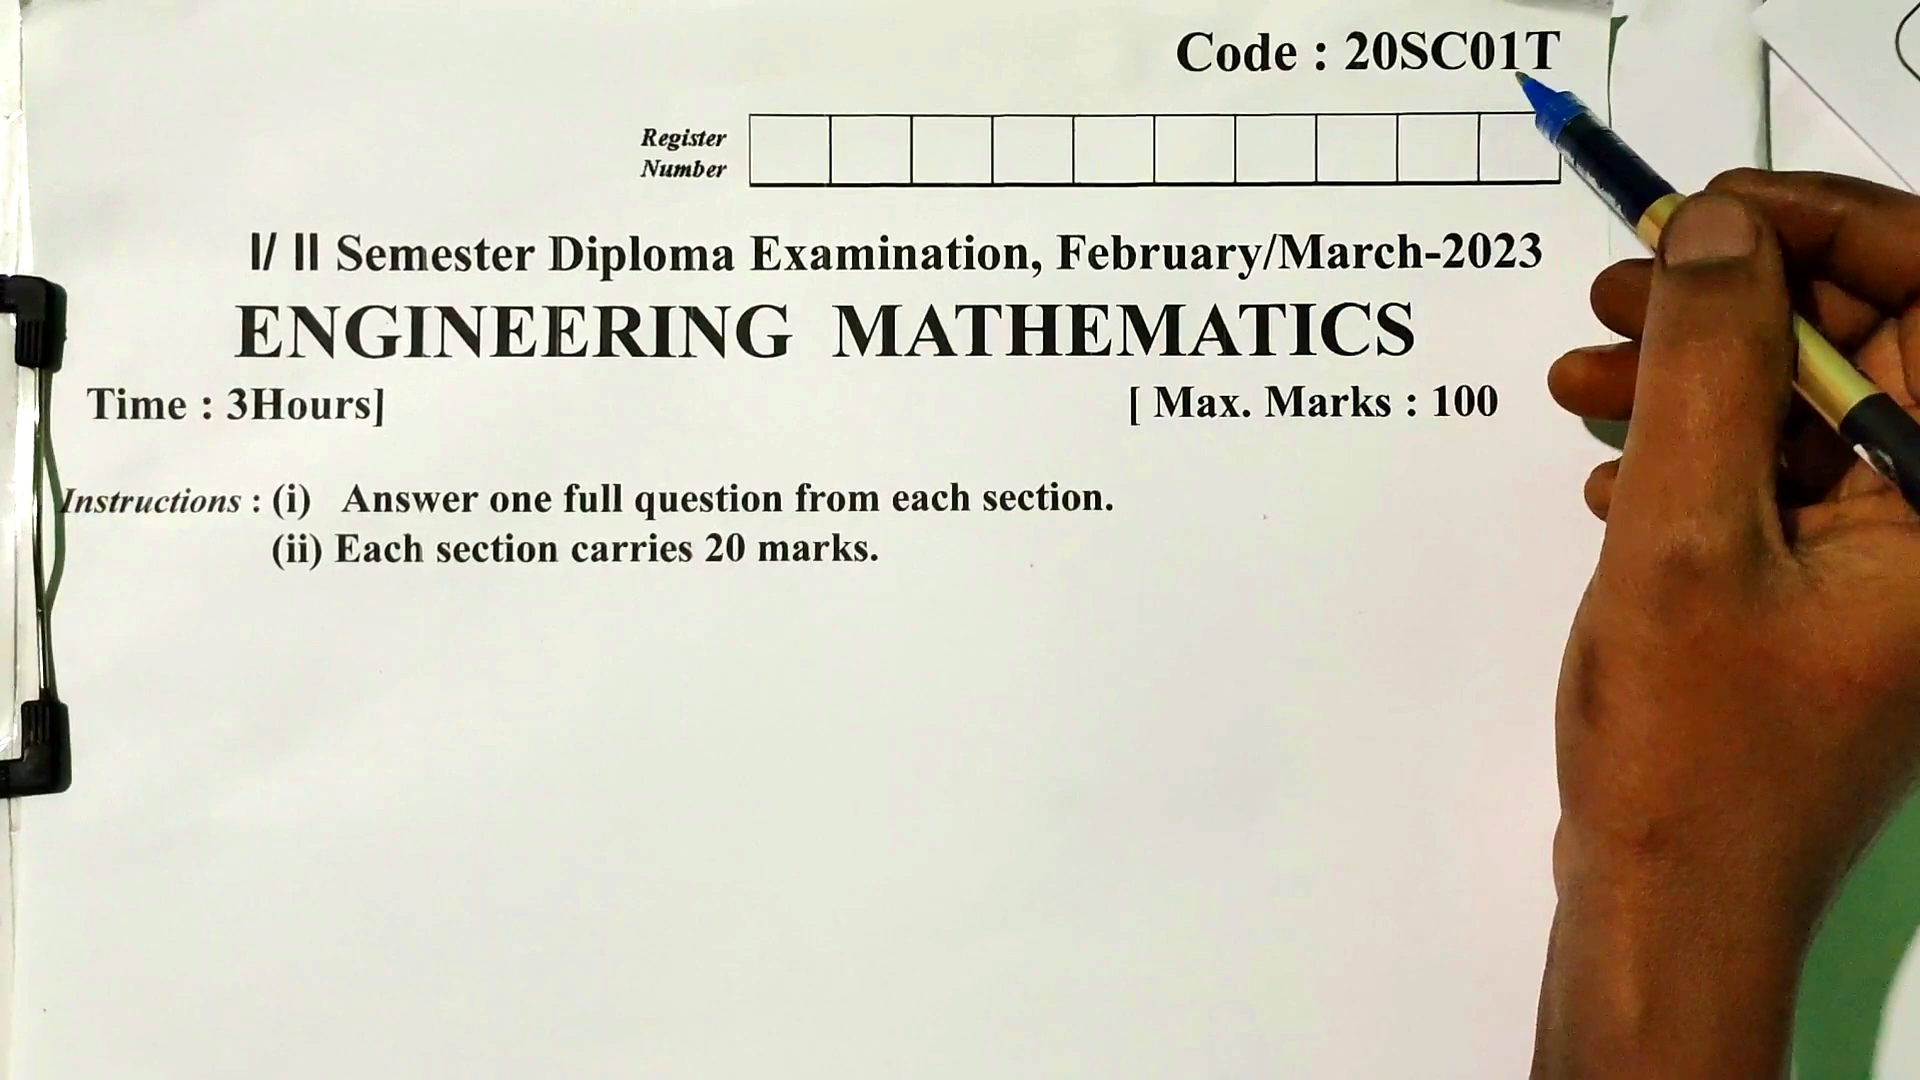 Code : 20SC01T
Register
Number
I/ II Semester Diploma Examination, February/March-2023
ENGINEERING MATHEMATICS
Time : 3Hours] [ Max. Marks : 100
Instructions : (i) Answer one full question from each section.
(ii) Each section carries 20 marks.